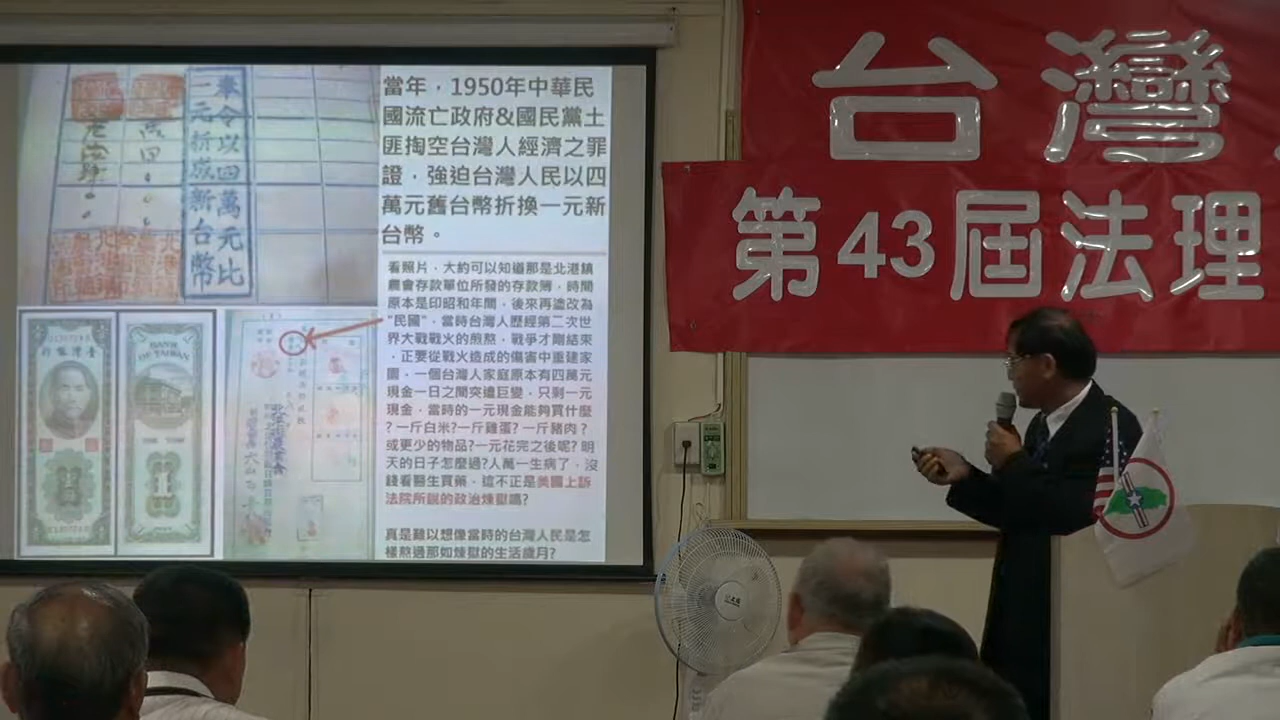 奉令以四萬元比
一元折成新台幣
當年，1950年中華民
國流亡政府&國民黨土
匪掏空台灣人經濟之罪
證，強迫台灣人民以四
萬元舊台幣折換一元新
台幣。
看照片，大約可以知道那是北港鎮
農會存款單位所發的存款簿，時間
原本是印昭和年間，後來再塗改為
"民國"，當時台灣人歷經第二次世
界大戰戰火的煎熬，戰爭才剛結束
，正要從戰火造成的傷害中重建家
園，一個台灣人家庭原本有四萬元
現金一日之間突遭巨變，只剩一元
現金，當時的一元現金能夠買什麼
?一斤白米?一斤雞蛋?一斤豬肉?
或更少的物品?一元花完之後呢?明
天的日子怎麼過?人萬一生病了，沒
錢看醫生買藥，這不正是美國上訴
法院所說的政治煉獄嗎?
真是難以想像當時的台灣人民是怎
樣熬過那如煉獄的生活歲月?
行銀灣臺
BANK
OF TAIWAN
台灣
第43屆法理